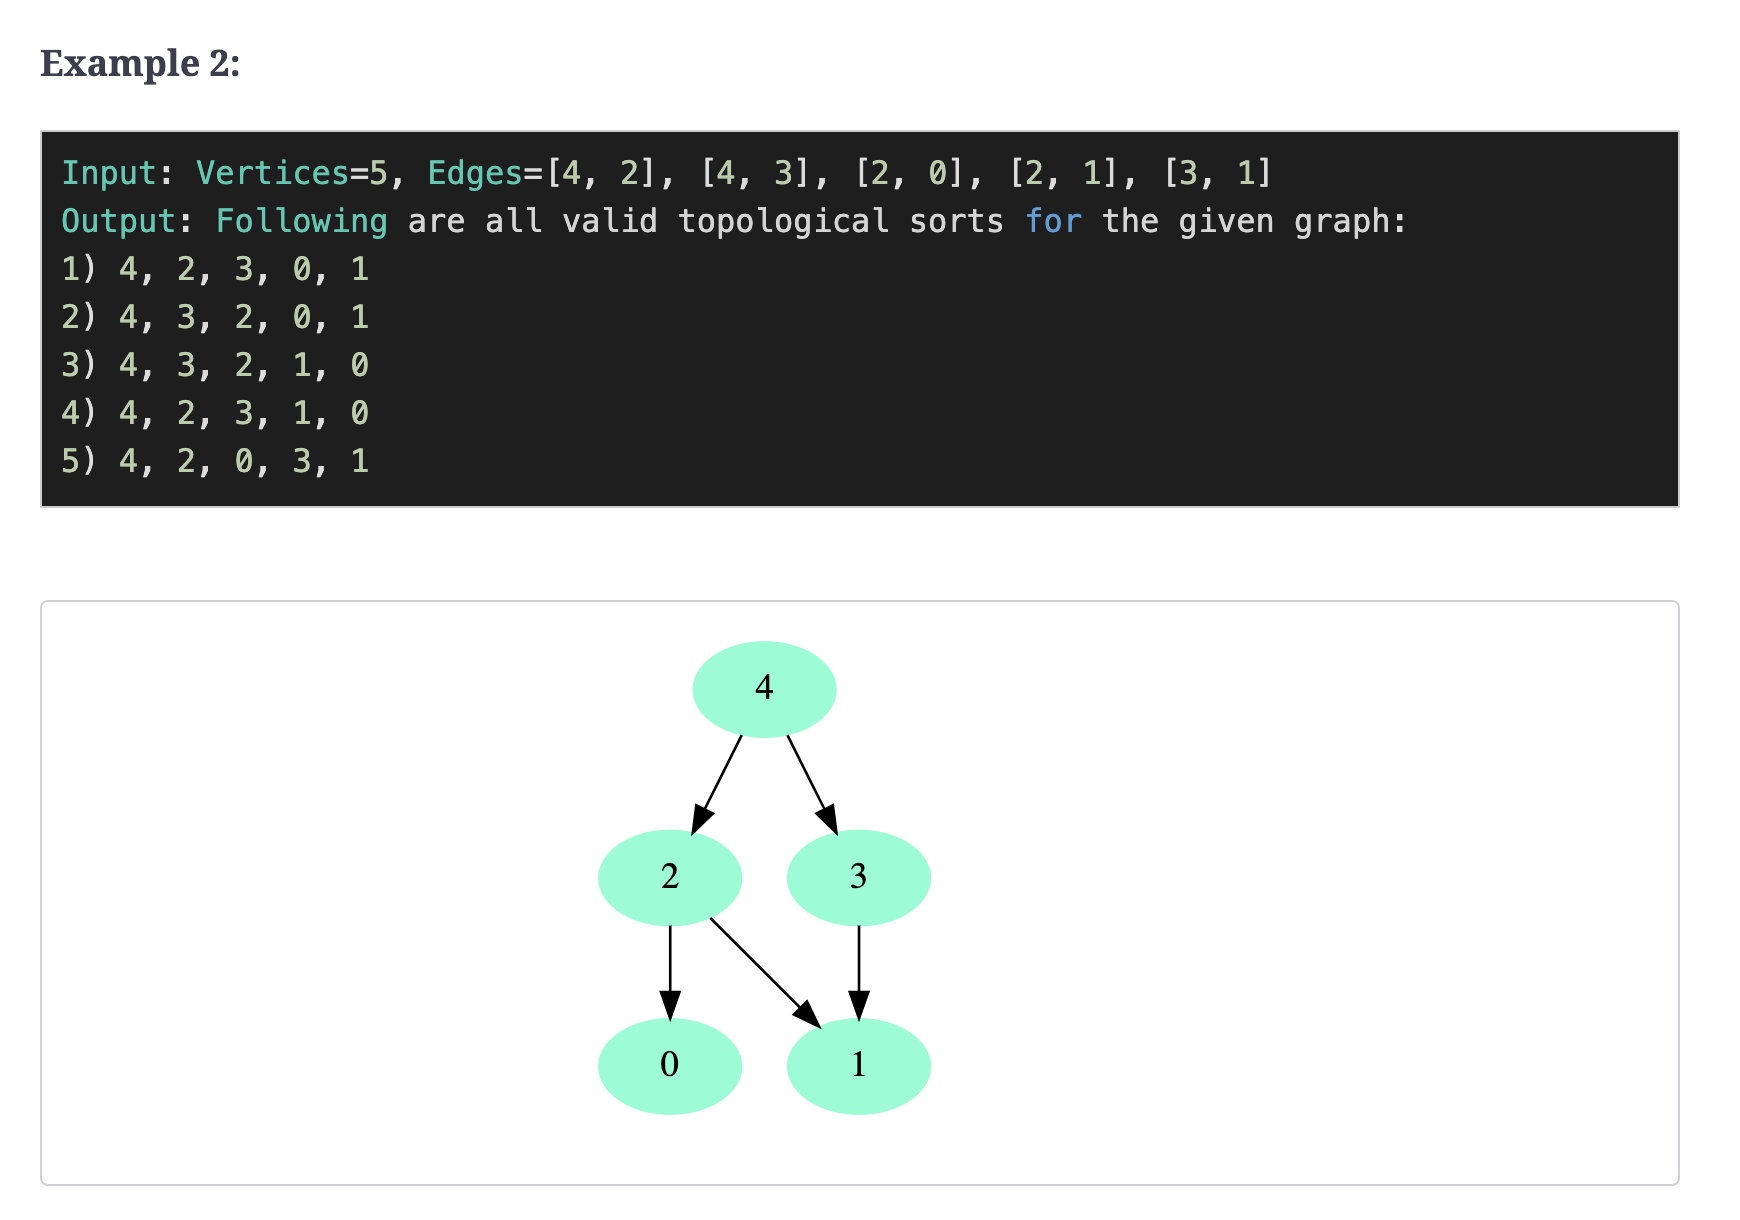 Example 2:
Input: Vertices=5, Edges=[4, 2], [4, 3], [2, 0], [2, 1], [3, 1]
Output: Following are all valid topological sorts for the given graph:
1) 4, 2, 3, 0, 1
2) 4, 3, 2, 0, 1
3) 4, 3, 2, 1, 0
4) 4, 2, 3, 1, 0
5) 4, 2, 0, 3, 1
4
2 3
0 1